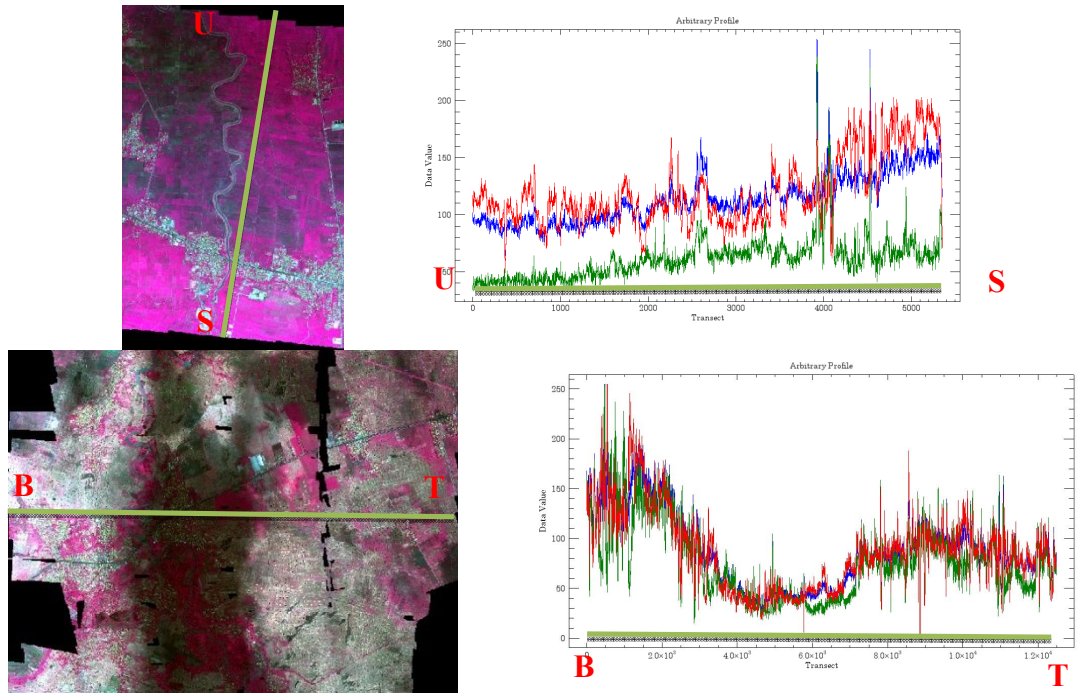 U
S
Arbitrary Profile
Data Value
250
200
150
100
50
0
1000
2000
3000
4000
5000
Transect
U
S
B
T
Arbitrary Profile
Data Value
250
200
150
100
50
0
0
2.0×10³
4.0×10³
6.0×10³
8.0×10³
1.0×10⁴
1.2×10⁴
Transect
B
T